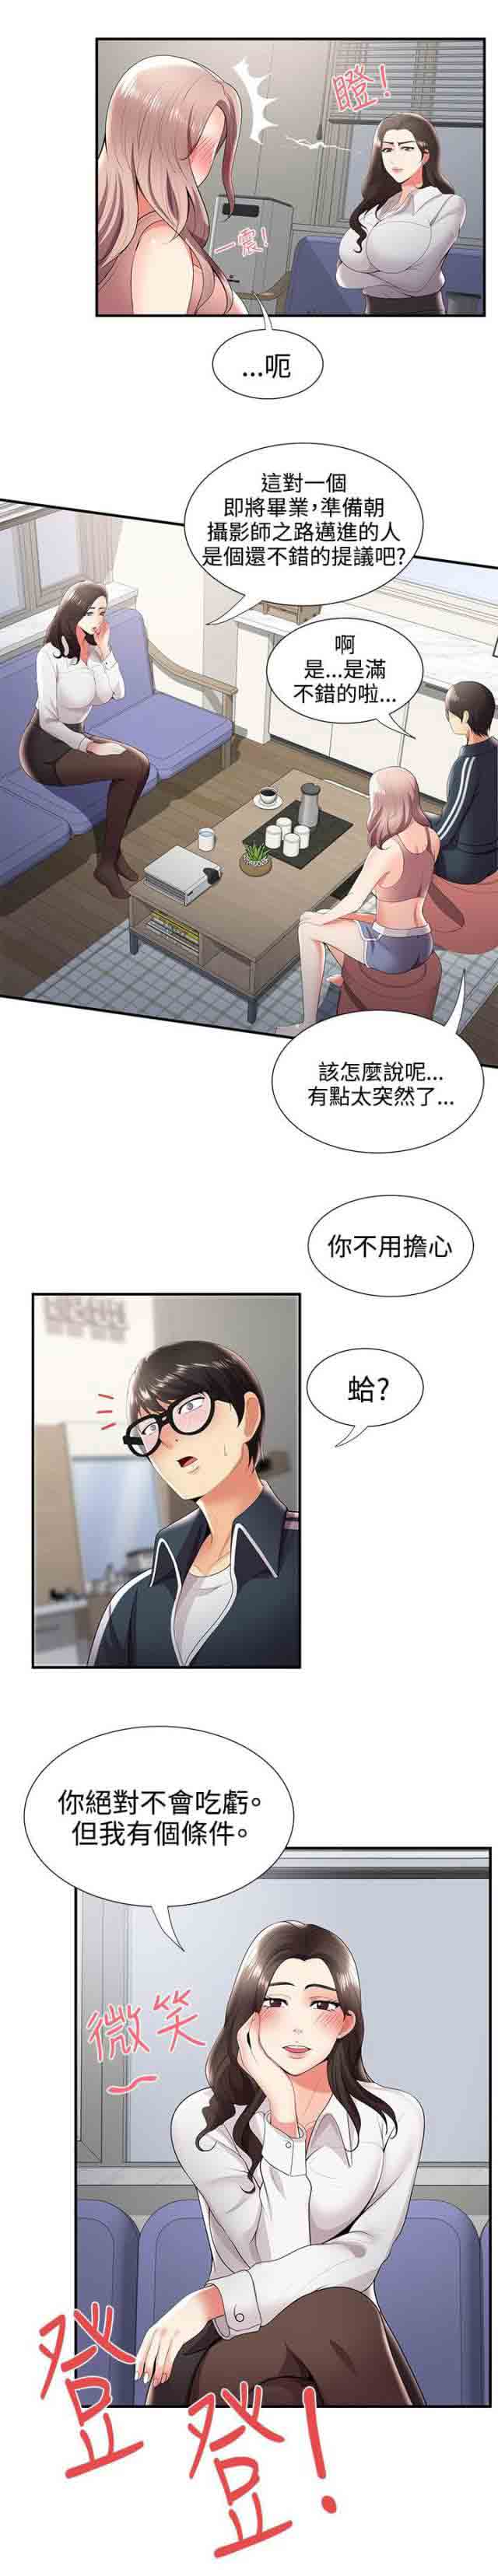 瞪!
一震!
...呃
這對一個
即將畢業,準備朝
攝影師之路邁進的人
是個還不錯的提議吧?
啊
是...是滿
不錯的啦...
該怎麼說呢...
有點太突然了...
你不用擔心
蛤?
你絕對不會吃虧。
但我有個條件。
微笑~
登登!